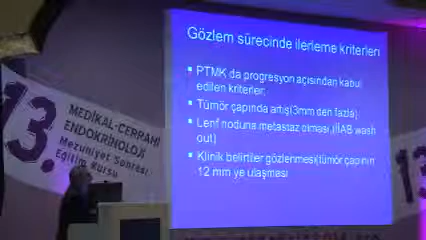 Gözlem sürecinde ilerleme kriterleri
PTMK da progresyon açısından kabul
edilen kriterler;
Tümör çapında artış(3mm den fazla)
Lenf noduna metastaz olması,(İİAB wash
out)
Klinik belirtiler gözlenmesi(tümör çapının
12 mm ye ulaşması
13.
MEDİKAL-CERRAHİ
ENDOKRİNOLOJİ
Mezuniyet Sonrası
Eğitim Kursu
13